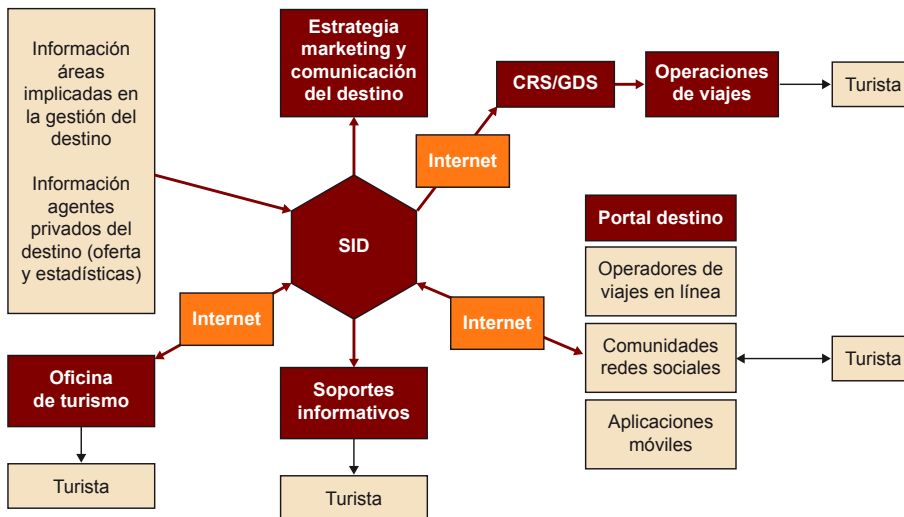 Información
áreas
implicadas en
la gestión del
destino
Información
agentes
privados del
destino (oferta
y estadísticas)
Estrategia
marketing y
comunicación
del destino
CRS/GDS
Operaciones
de viajes
Turista
Internet
SID
Portal destino
Operadores de
viajes en línea
Internet
Internet
Comunidades
redes sociales
Turista
Oficina
de turismo
Soportes
informativos
Aplicaciones
móviles
Turista
Turista